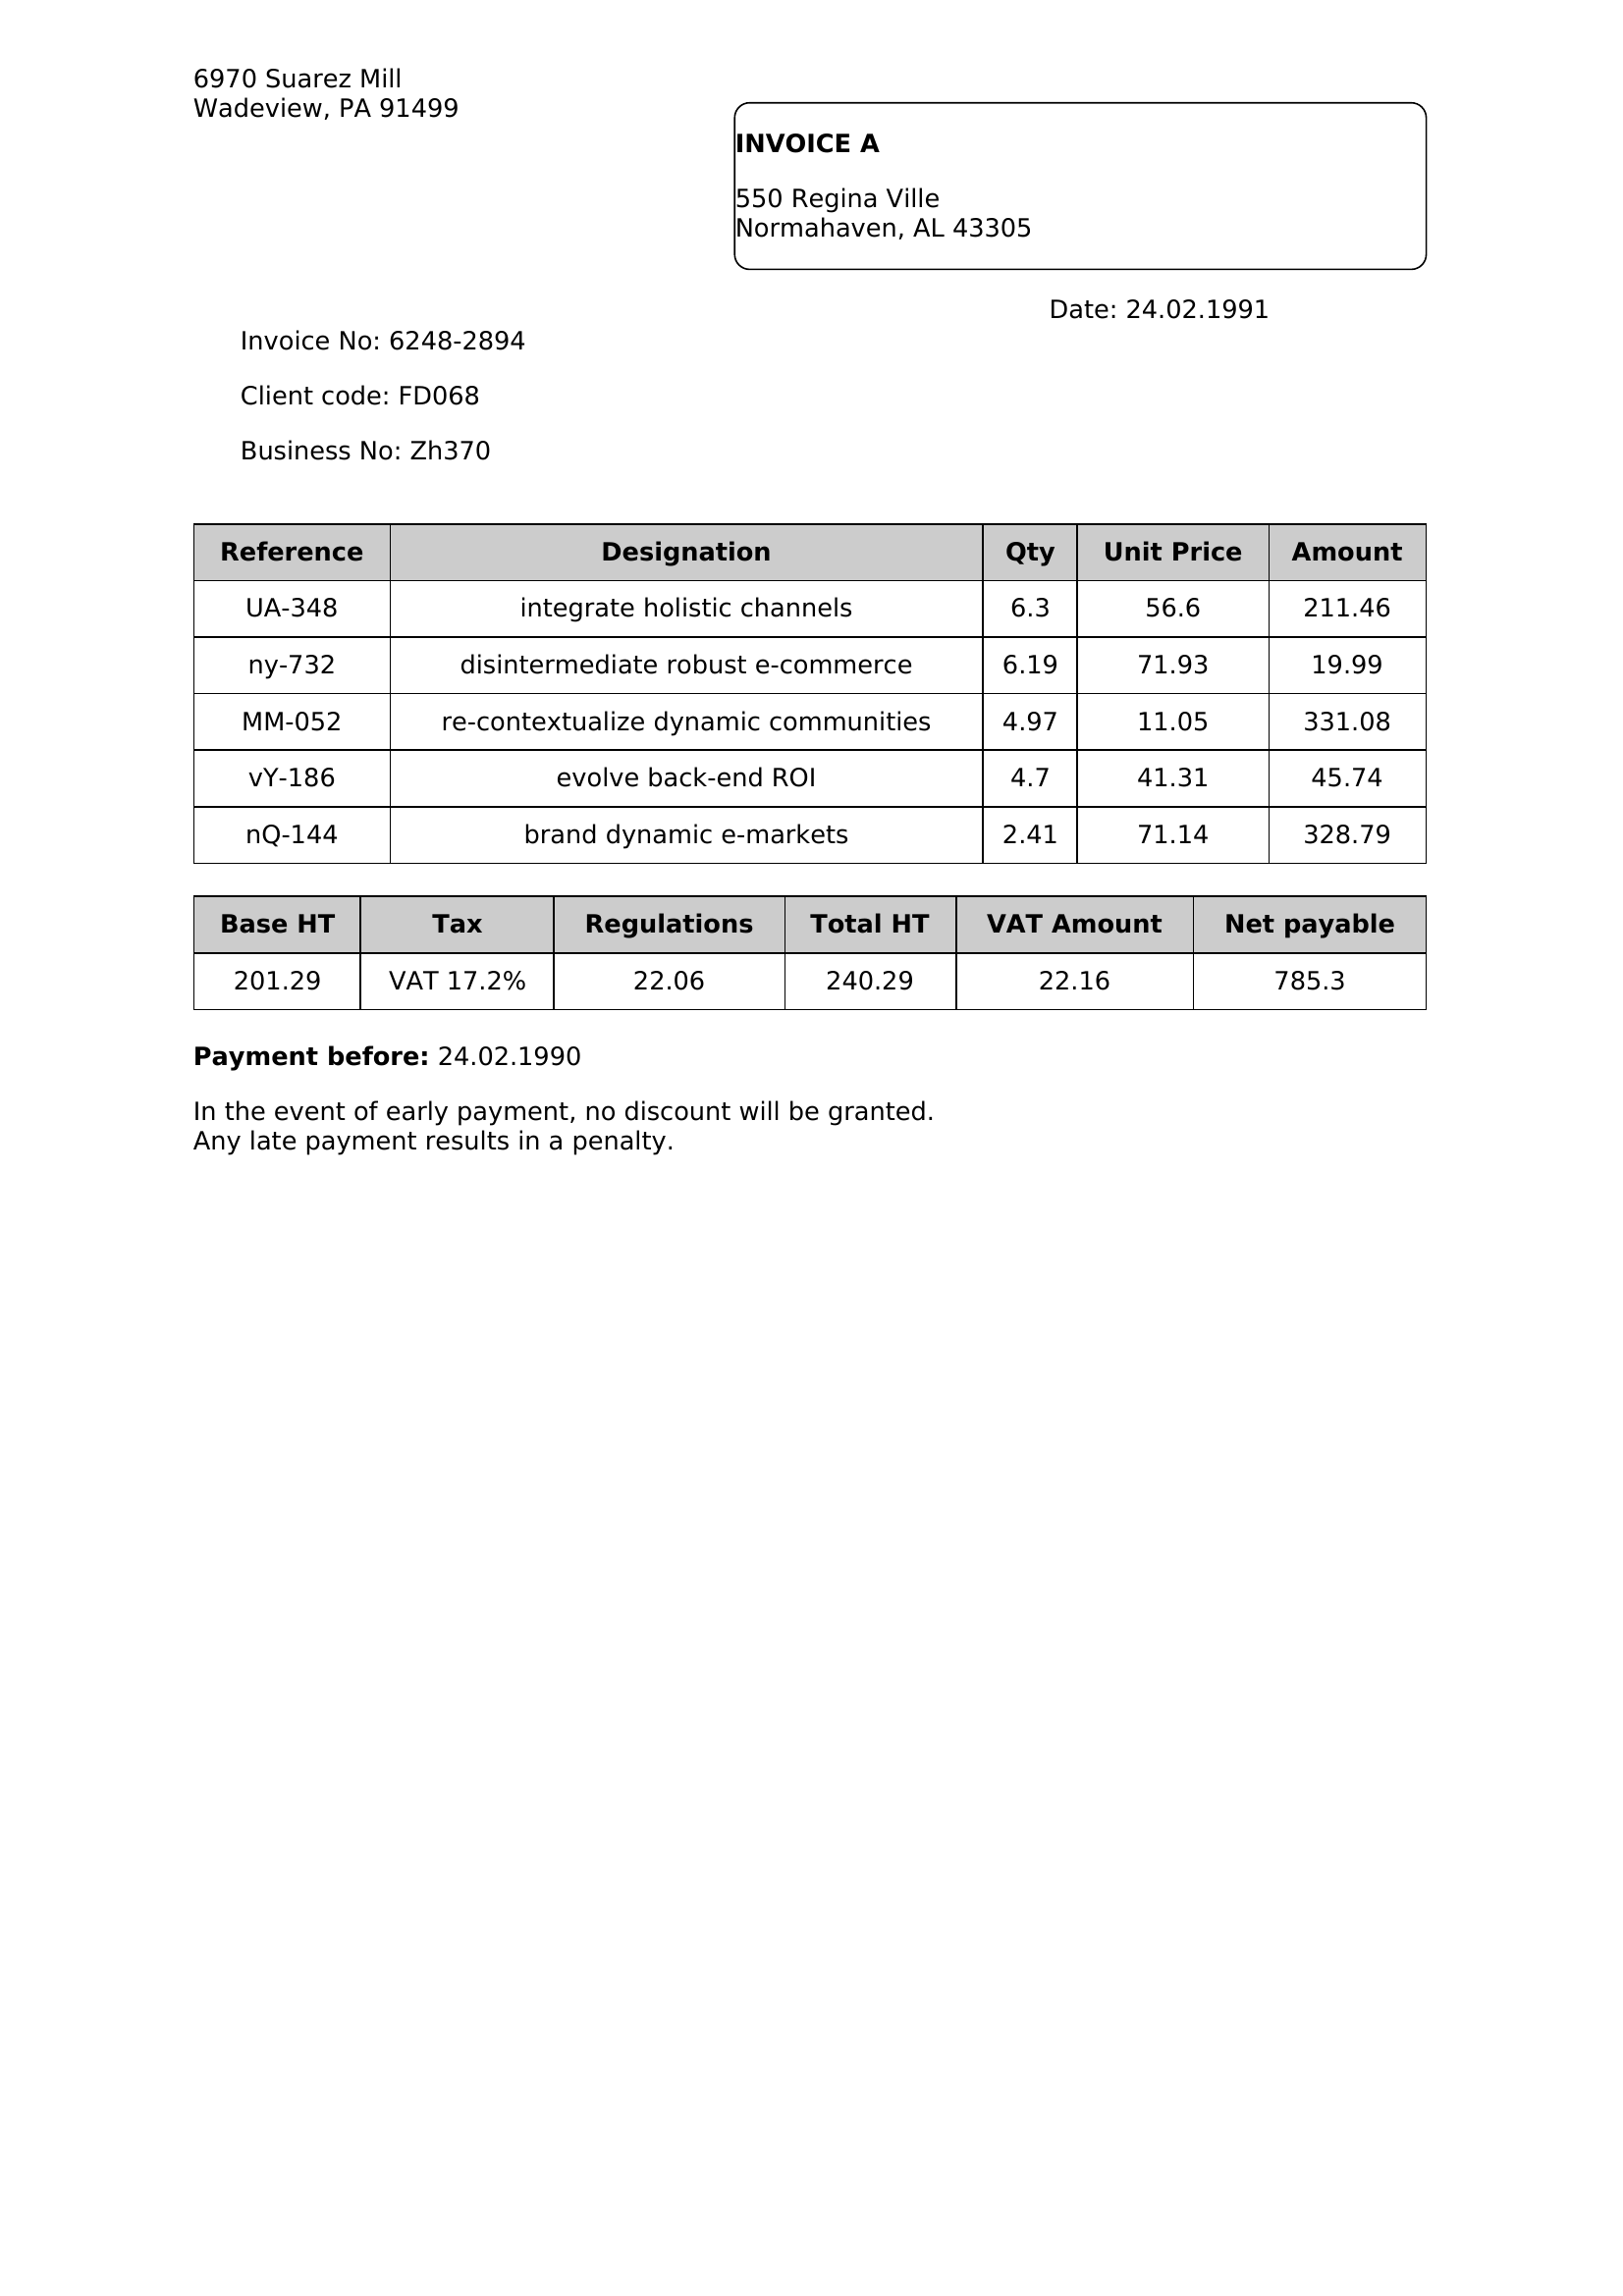 6970 Suarez Mill
Wadeview, PA 91499
INVOICE A
550 Regina Ville
Normahaven, AL 43305
Date: 24.02.1991
Invoice No: 6248-2894
Client code: FD068
Business No: Zh370
Reference Designation Qty Unit Price Amount
UA-348 integrate holistic channels 6.3 56.6 211.46
ny-732 disintermediate robust e-commerce 6.19 71.93 19.99
MM-052 re-contextualize dynamic communities 4.97 11.05 331.08
vY-186 evolve back-end ROI 4.7 41.31 45.74
nQ-144 brand dynamic e-markets 2.41 71.14 328.79
Base HT Tax Regulations Total HT VAT Amount Net payable
201.29 VAT 17.2% 22.06 240.29 22.16 785.3
Payment before: 24.02.1990
In the event of early payment, no discount will be granted.
Any late payment results in a penalty.